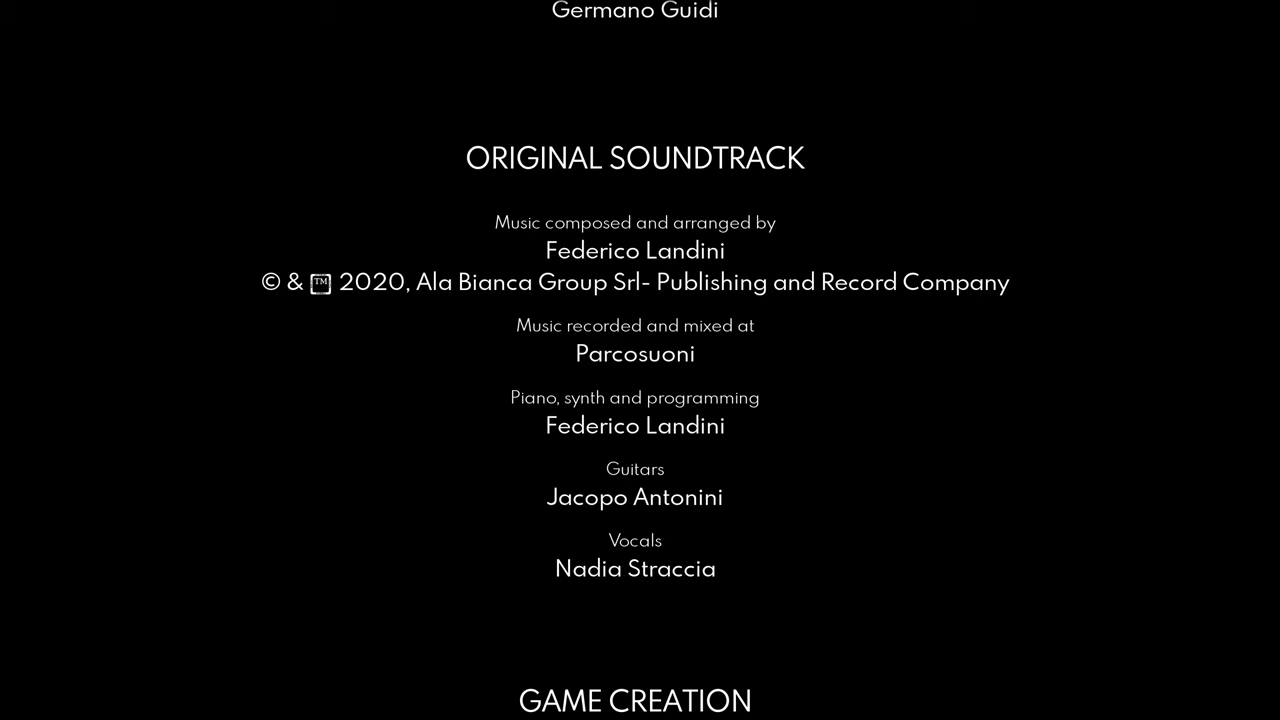 Germano Guidi
ORIGINAL SOUNDTRACK
Music composed and arranged by
Federico Landini
© & ™ 2020, Ala Bianca Group Srl- Publishing and Record Company
Music recorded and mixed at
Parcosuoni
Piano, synth and programming
Federico Landini
Guitars
Jacopo Antonini
Vocals
Nadia Straccia
GAME CREATION